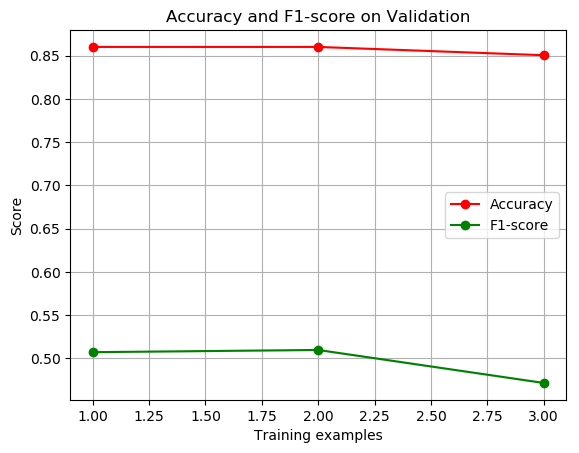 Accuracy and F1-score on Validation
0.85
0.80
0.75
0.70
0.65
0.60
0.55
0.50
Score
Accuracy
F1-score
1.00 1.25 1.50 1.75 2.00 2.25 2.50 2.75 3.00
Training examples